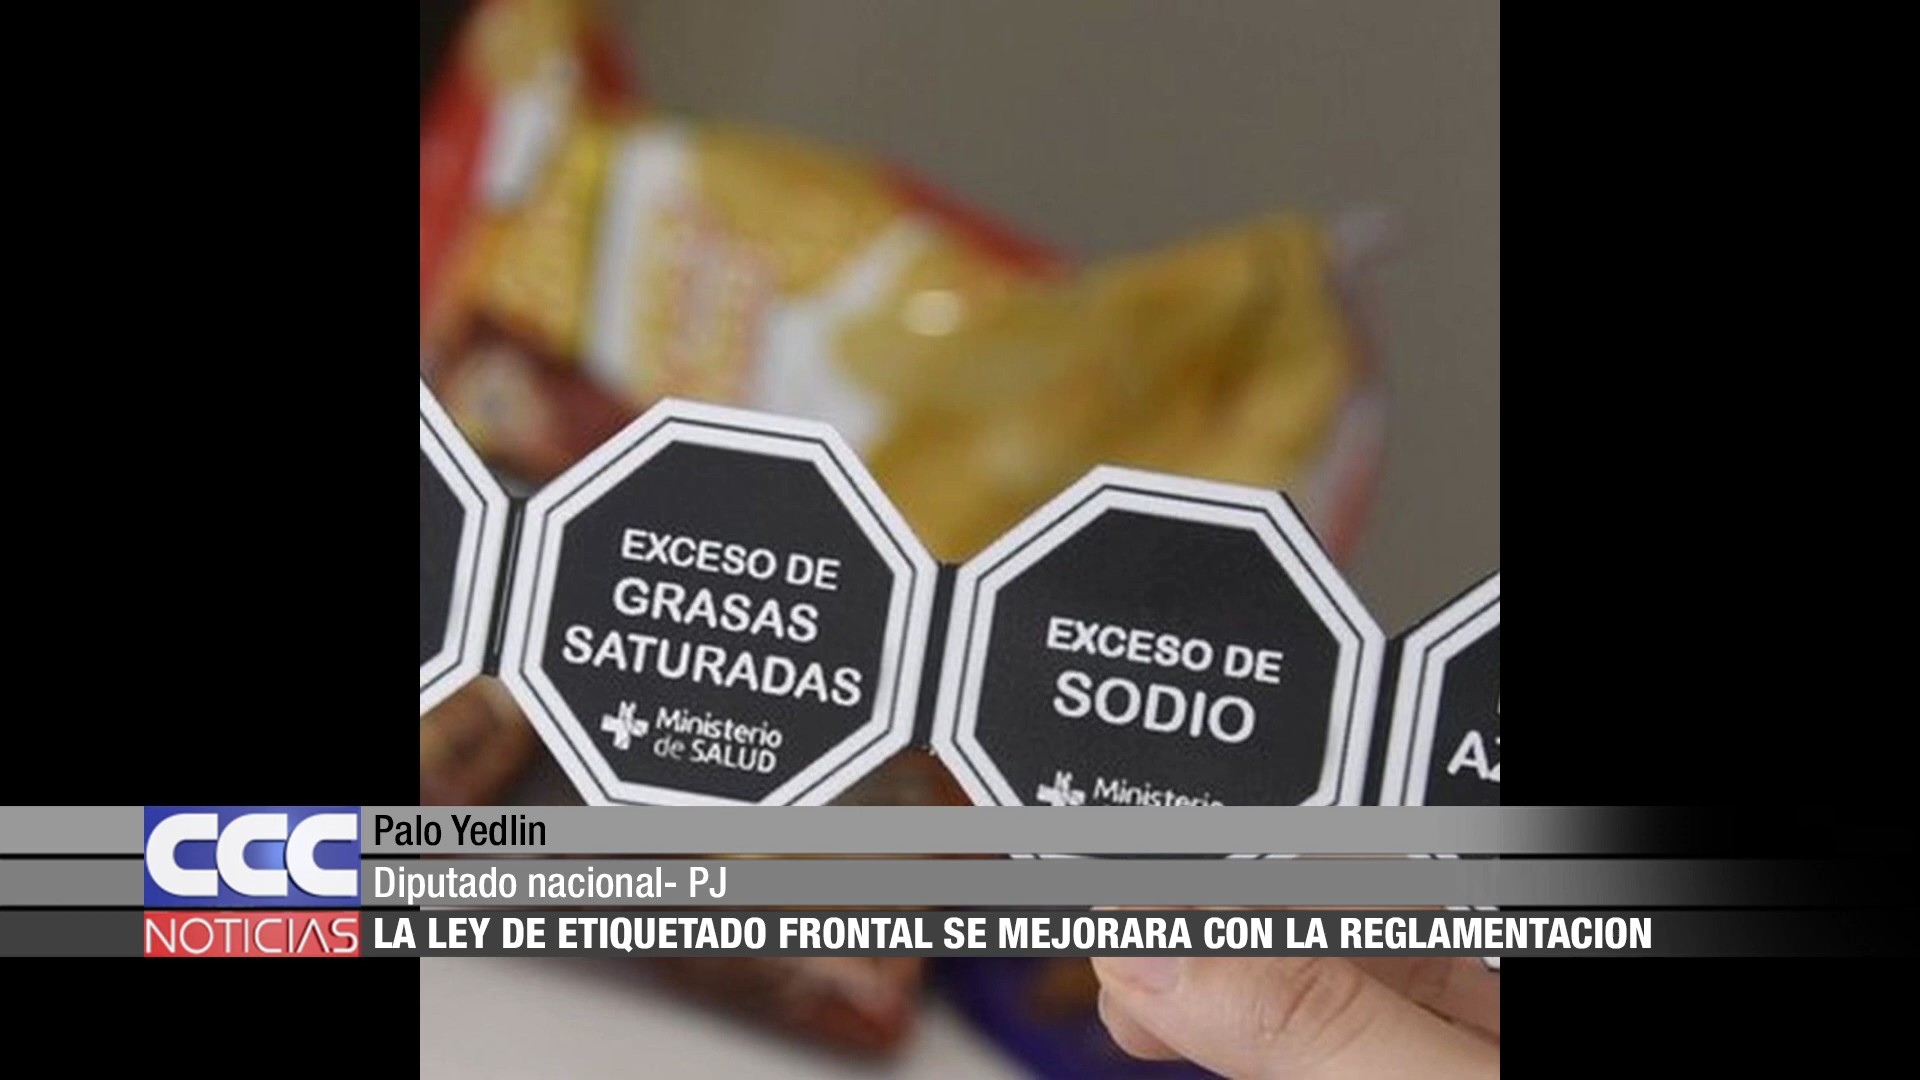 EXCESO DE
GRASAS
SATURADAS
Ministerio
de SALUD
EXCESO DE
SODIO
Ministerio
CCC
NOTICIAS
Palo Yedlin
Diputado nacional- PJ
LA LEY DE ETIQUETADO FRONTAL SE MEJORARA CON LA REGLAMENTACION